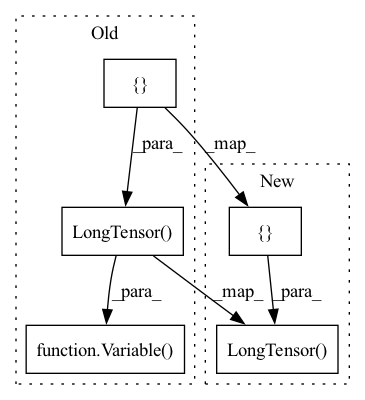 Old
{}
_para_
_map_
New
LongTensor()
{}
_para_
_map_
_para_
function.Variable()
LongTensor()